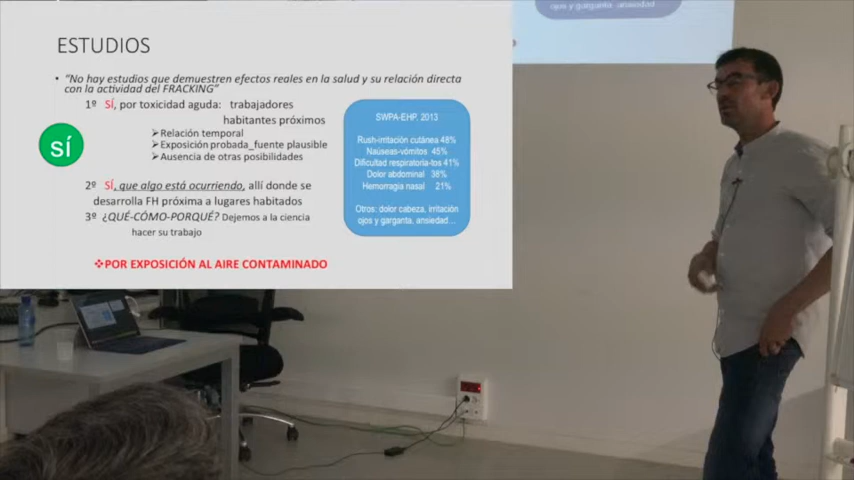 ojos y garganta, ansiedad
ESTUDIOS
• "No hay estudios que demuestren efectos reales en la salud y su relación directa
con la actividad del FRACKING"
1º SÍ, por toxicidad aguda: trabajadores
habitantes próximos
➢Relación temporal
➢Exposición probada_fuente plausible
➢Ausencia de otras posibilidades
SÍ
2º SÍ, que algo está ocurriendo, allí donde se
desarrolla FH próxima a lugares habitados
3º ¿QUÉ-CÓMO-PORQUÉ? Dejemos a la ciencia
hacer su trabajo
❖POR EXPOSICIÓN AL AIRE CONTAMINADO
SWPA-EHP. 2013
Rush-irritación cutánea 48%
Naúseas-vómitos 45%
Dificultad respiratoria-tos 41%
Dolor abdominal 38%
Hemorragia nasal 21%
Otros: dolor cabeza, irritación
ojos y garganta, ansiedad…